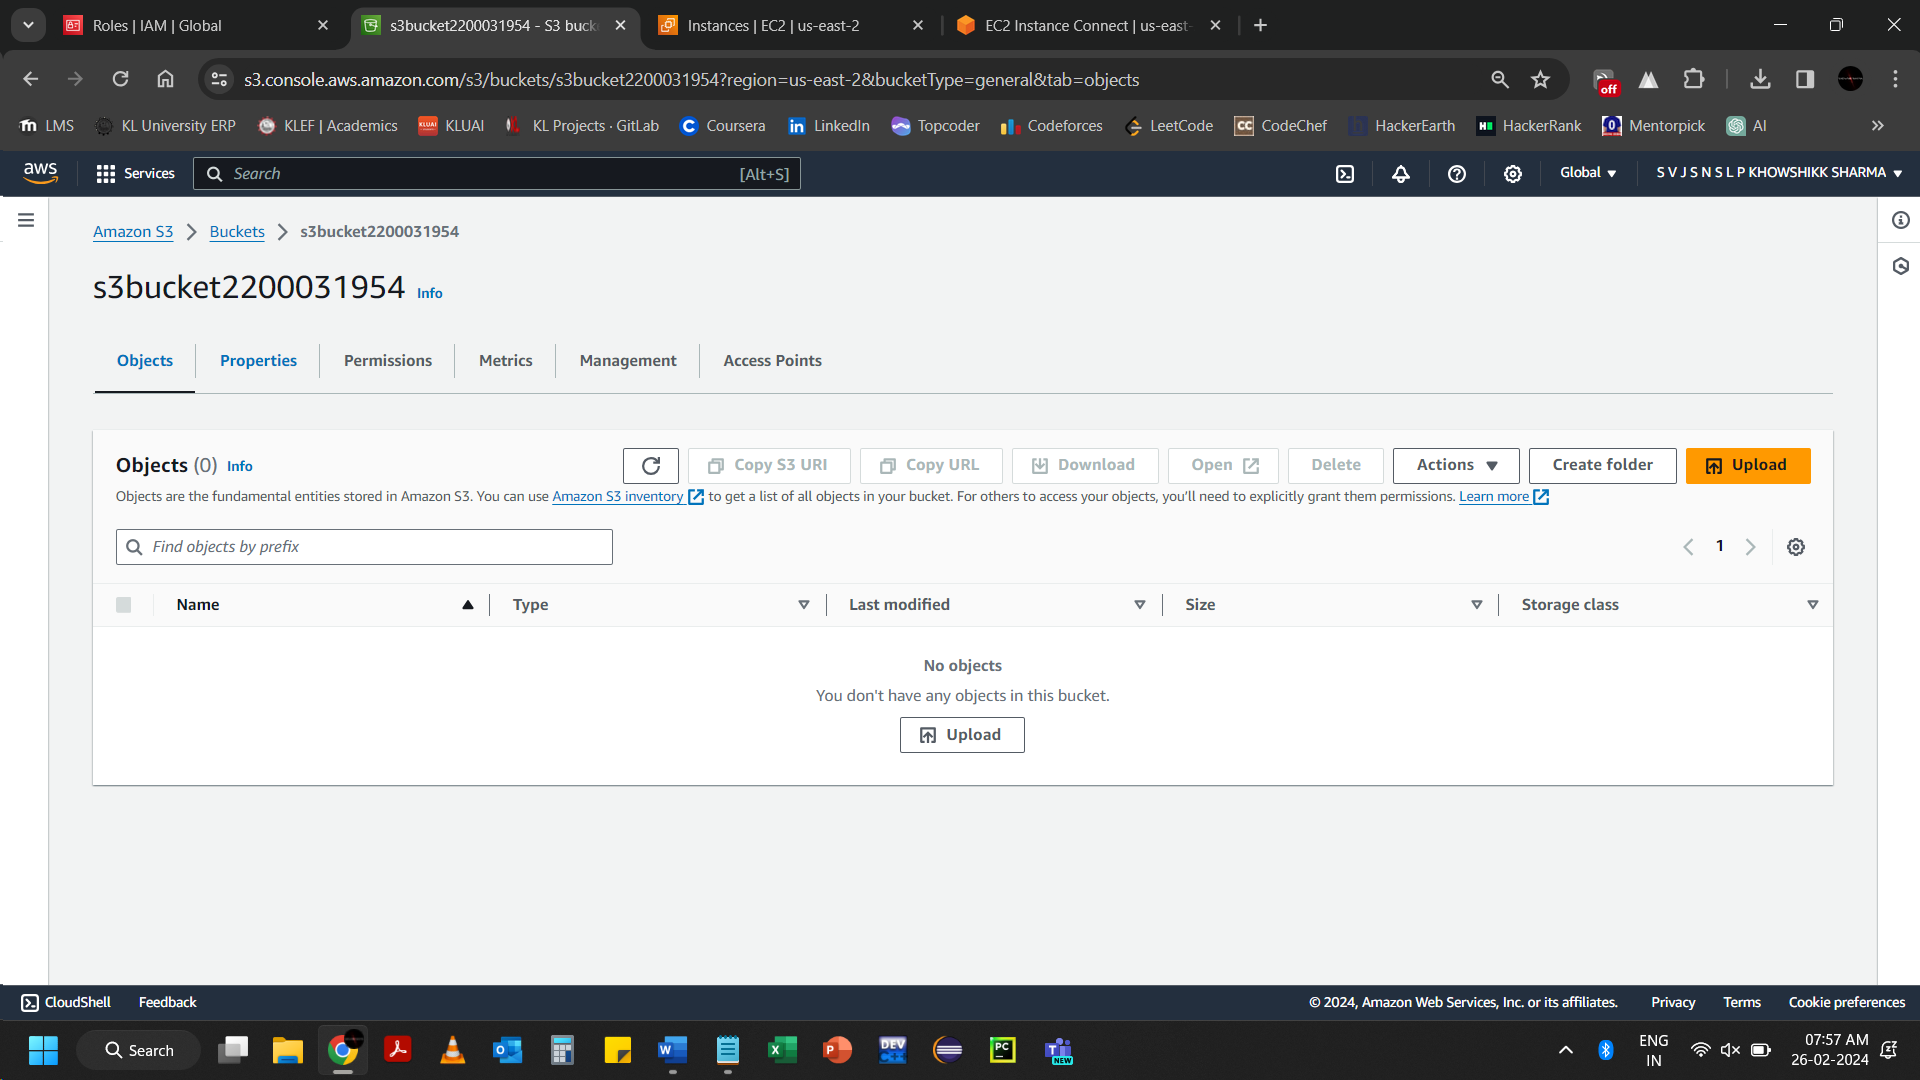 Roles | IAM | Global
s3bucket2200031954 - S3 buck
Instances | EC2 | us-east-2
EC2 Instance Connect | us-east-
s3.console.aws.amazon.com/s3/buckets/s3bucket2200031954?region=us-east-2&bucketType=general&tab=objects
off
LMS
KL University ERP
KLEF | Academics
KLUAI
KL Projects · GitLab
Coursera
LinkedIn
Topcoder
Codeforces
LeetCode
CodeChef
HackerEarth
HackerRank
Mentorpick
AI
aws
Services
Search
[Alt+S]
Global
S V J S N S L P KHOWSHIKK SHARMA
Amazon S3
Buckets
s3bucket2200031954
s3bucket2200031954 Info
Objects
Properties
Permissions
Metrics
Management
Access Points
Objects (0) Info
Copy S3 URI
Copy URL
Download
Open
Delete
Actions
Create folder
Upload
Objects are the fundamental entities stored in Amazon S3. You can use Amazon S3 inventory to get a list of all objects in your bucket. For others to access your objects, you'll need to explicitly grant them permissions. Learn more
Find objects by prefix
1
Name
Type
Last modified
Size
Storage class
No objects
You don't have any objects in this bucket.
Upload
CloudShell
Feedback
© 2024, Amazon Web Services, Inc. or its affiliates.
Privacy
Terms
Cookie preferences
Search
DEV
PC
NEW
ENG
IN
07:57 AM
26-02-2024